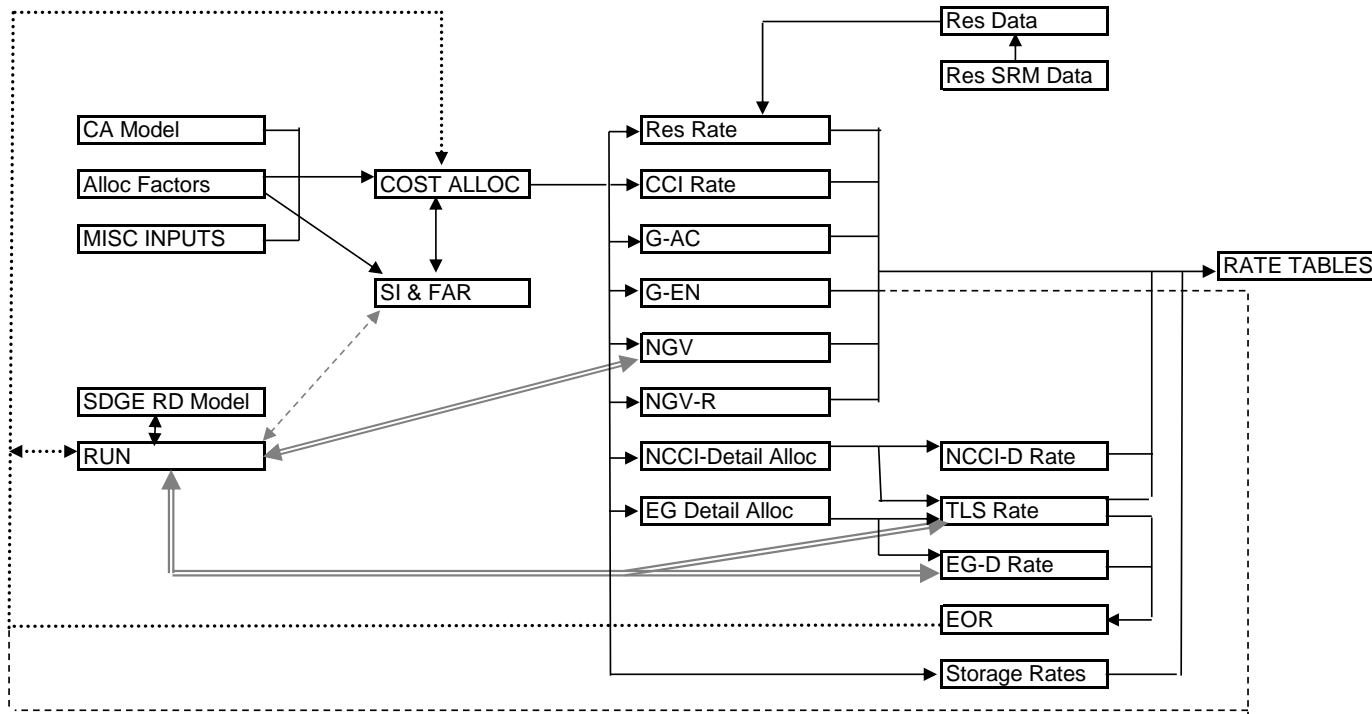 Res Data
Res SRM Data
CA Model
Res Rate
Alloc Factors
COST ALLOC
CCI Rate
MISC INPUTS
G-AC
RATE TABLES
SI & FAR
G-EN
NGV
SDGE RD Model
NGV-R
RUN
NCCI-Detail Alloc
NCCI-D Rate
EG Detail Alloc
TLS Rate
EG-D Rate
EOR
Storage Rates